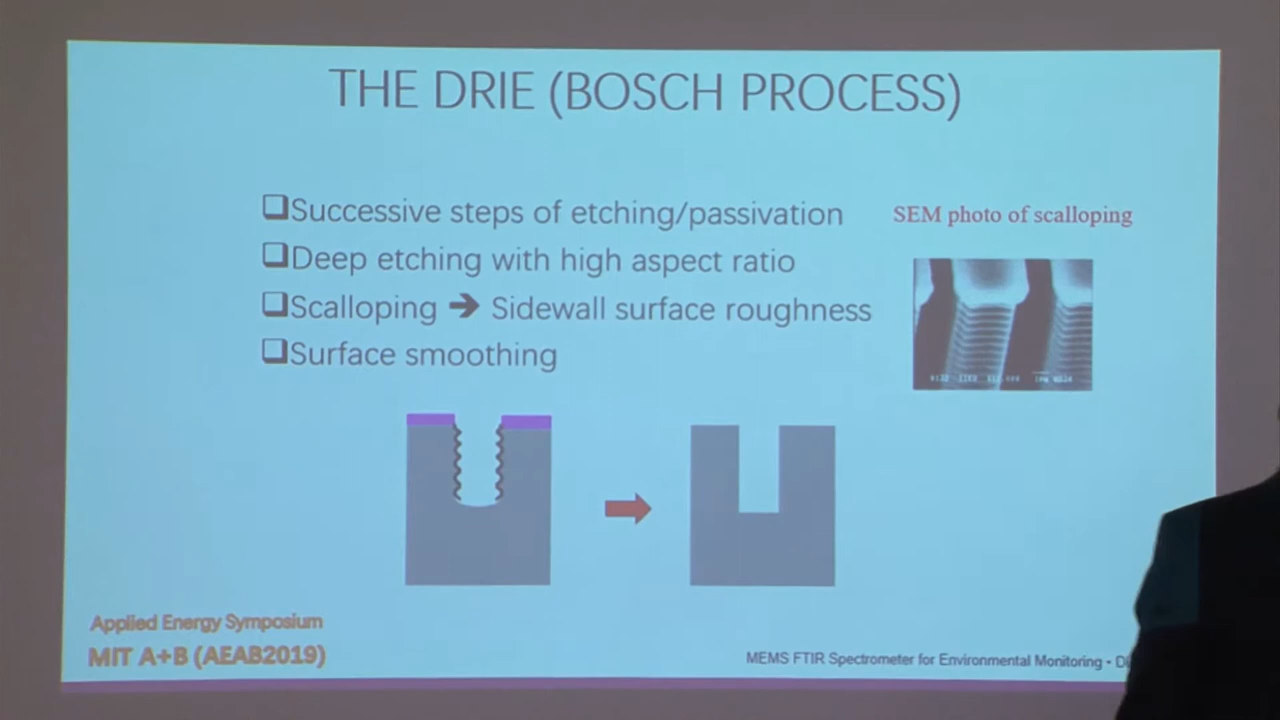 THE DRIE (BOSCH PROCESS)
❑Successive steps of etching/passivation
❑Deep etching with high aspect ratio
❑Scalloping ➔ Sidewall surface roughness
❑Surface smoothing
SEM photo of scalloping
Applied Energy Symposium
MIT A+B (AEAB2019)
MEMS FTIR Spectrometer for Environmental Monitoring •